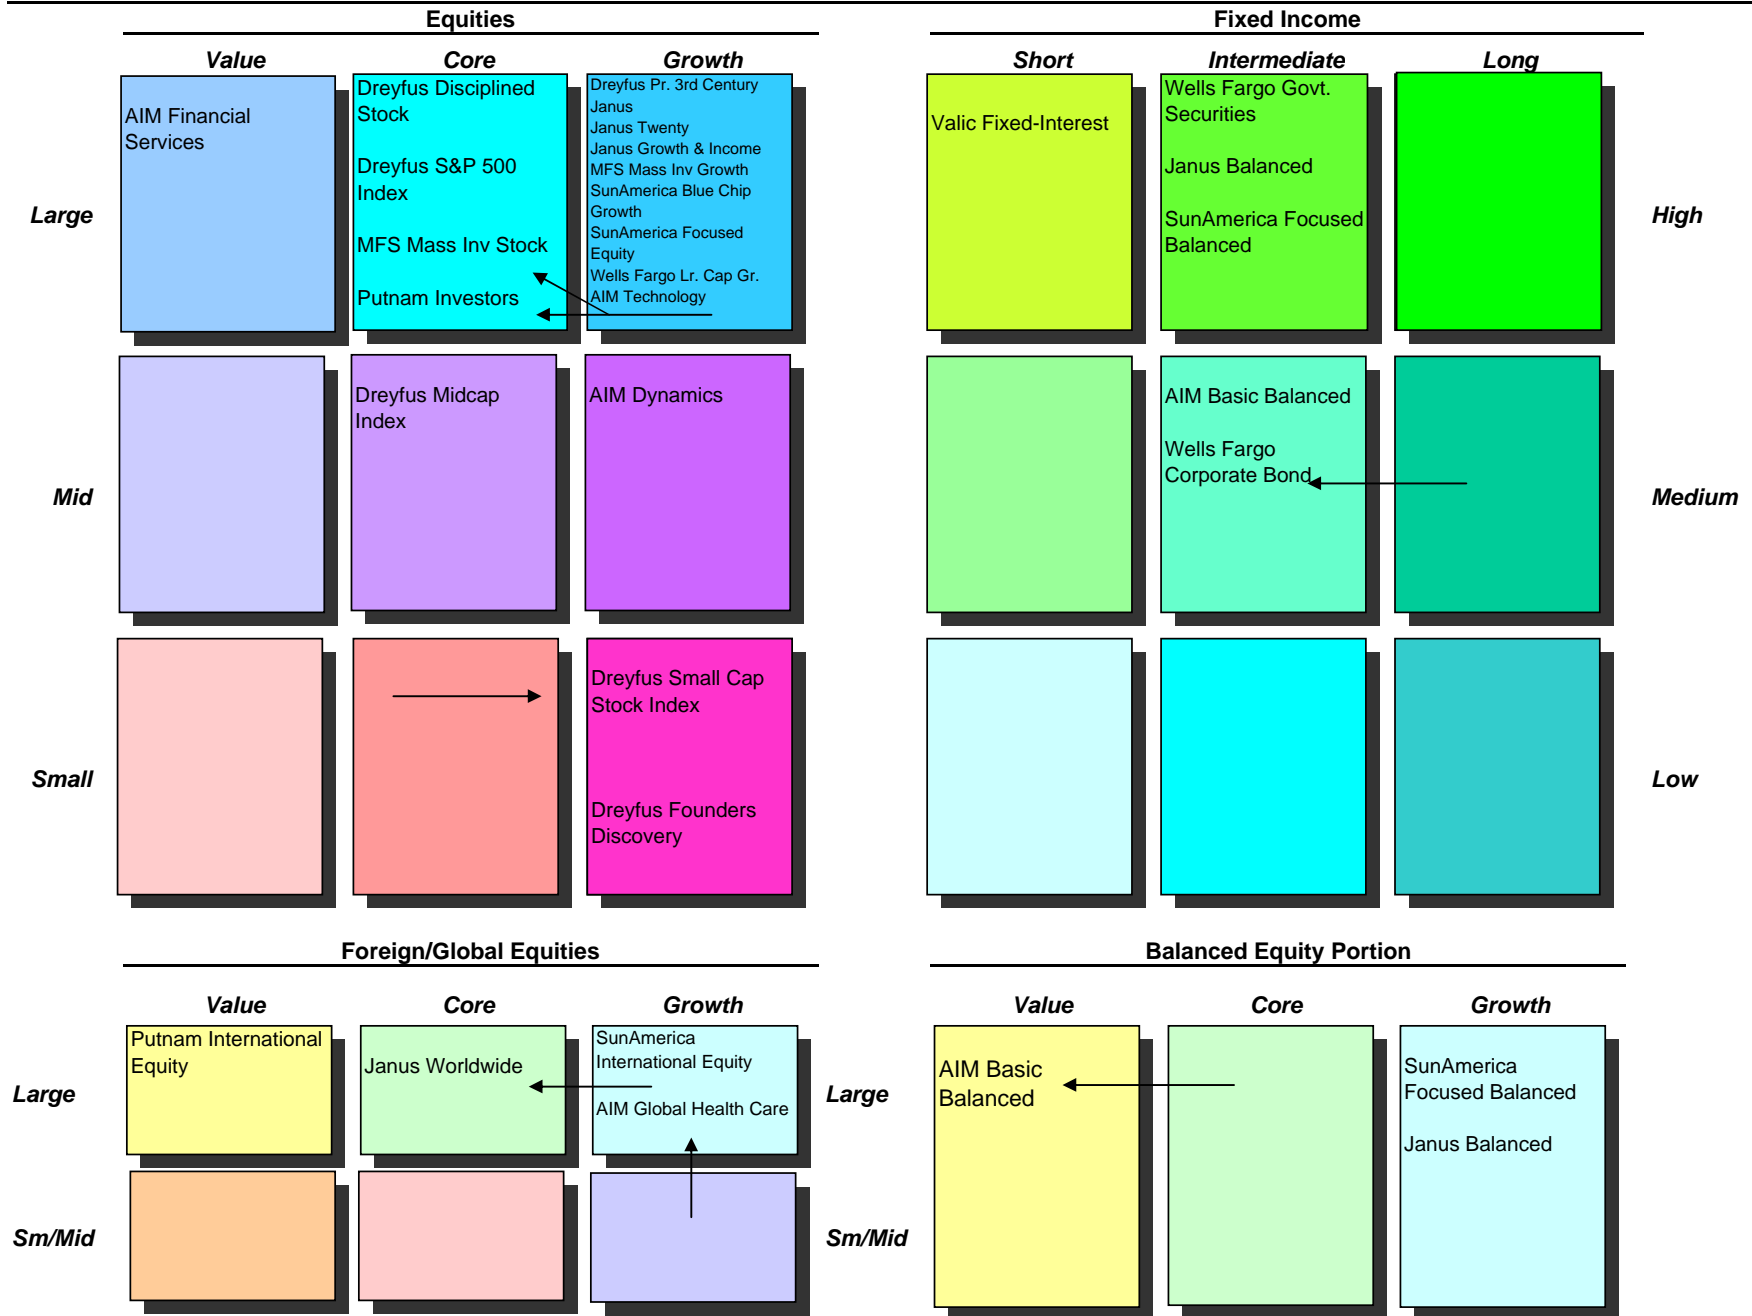 Equities
Value
Core
Growth
Large
AIM Financial
Services
Dreyfus Disciplined
Stock
Dreyfus S&P 500
Index
MFS Mass Inv Stock
Putnam Investors
Dreyfus Pr. 3rd Century
Janus
Janus Twenty
Janus Growth & Income
MFS Mass Inv Growth
SunAmerica Blue Chip
Growth
SunAmerica Focused
Equity
Wells Fargo Lr. Cap Gr.
AIM Technology
Mid
Dreyfus Midcap
Index
AIM Dynamics
Small
Dreyfus Small Cap
Stock Index
Dreyfus Founders
Discovery
Fixed Income
Short
Intermediate
Long
Valic Fixed-Interest
Wells Fargo Govt.
Securities
Janus Balanced
SunAmerica Focused
Balanced
High
AIM Basic Balanced
Wells Fargo
Corporate Bond
Medium
Low
Foreign/Global Equities
Value
Core
Growth
Large
Putnam International
Equity
Janus Worldwide
SunAmerica
International Equity
AIM Global Health Care
Sm/Mid
Balanced Equity Portion
Value
Core
Growth
Large
AIM Basic
Balanced
SunAmerica
Focused Balanced
Janus Balanced
Sm/Mid